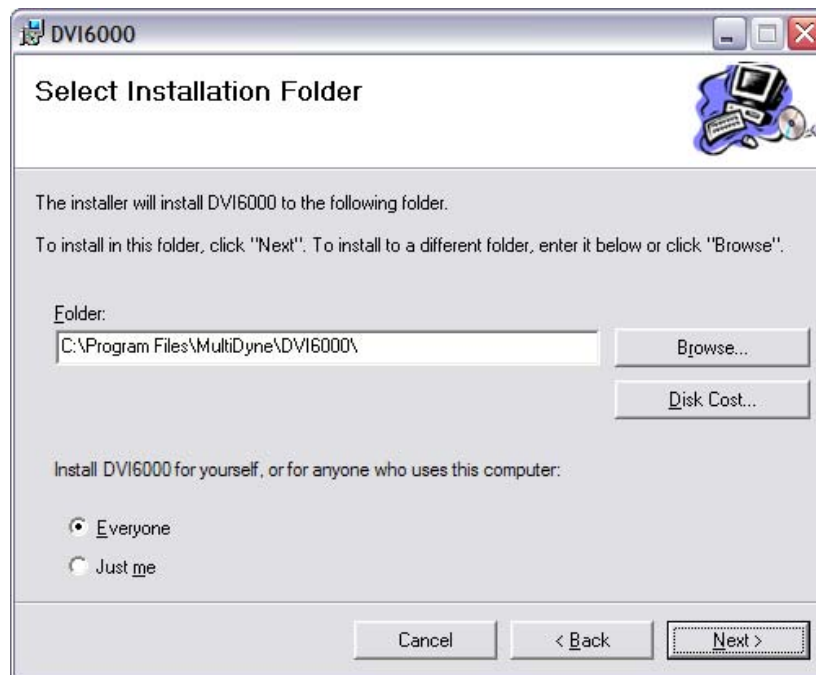 DVI6000
Select Installation Folder
The installer will install DVI6000 to the following folder.
To install in this folder, click "Next". To install to a different folder, enter it below or click "Browse".
Folder:
C:\Program Files\MultiDyne\DVI6000\
Browse...
Disk Cost...
Install DVI6000 for yourself, or for anyone who uses this computer:
Everyone
Just me
Cancel
< Back
Next >